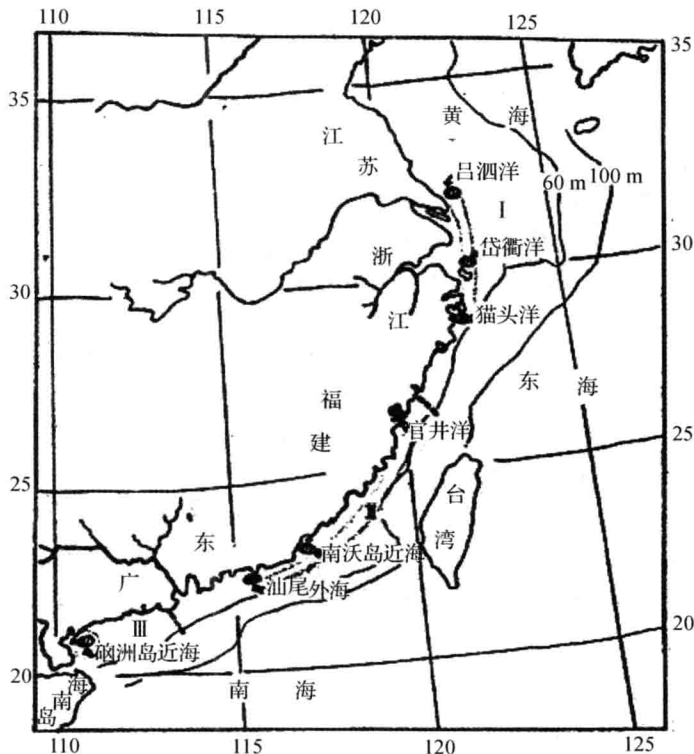 110 115 120 125
35
35
黄 海
江
苏
吕泗洋
60 m 100 m
I
岱衢洋
30
浙
30
江
猫头洋
东 海
福
建
官井洋
25
25
台
湾
II
东
南沃岛近海
广
汕尾外海
III
硇洲岛近海
20
20
海
南
岛
南 海
110 115 120 125